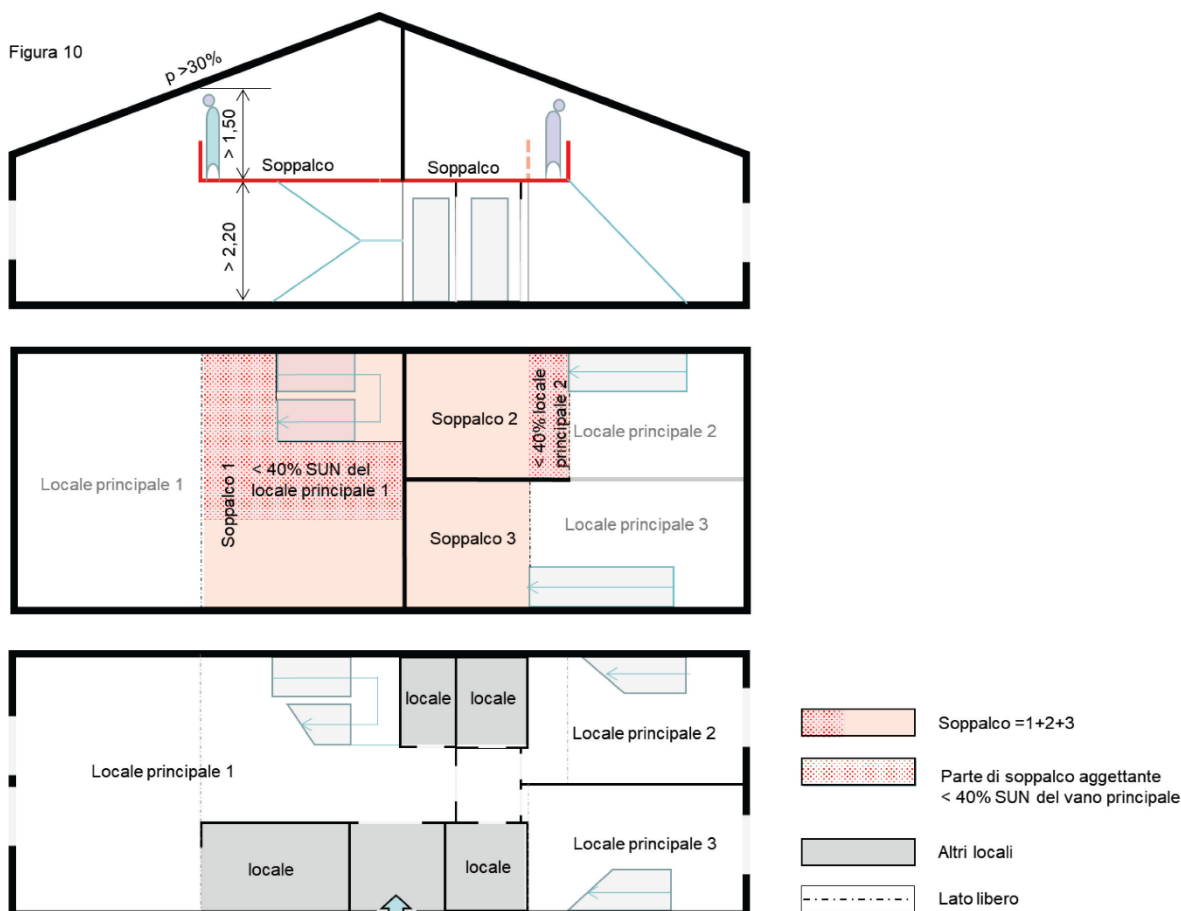 Figura 10
p >30%
> 1,50
Soppalco
Soppalco
> 2,20
Locale principale 1
Soppalco 1
< 40% SUN del
locale principale 1
Soppalco 2
< 40% locale
principale 2
Locale principale 2
Soppalco 3
Locale principale 3
locale
locale
Locale principale 1
Locale principale 2
locale
locale
Locale principale 3
Soppalco =1+2+3
Parte di soppalco aggettante
< 40% SUN del vano principale
Altri locali
Lato libero